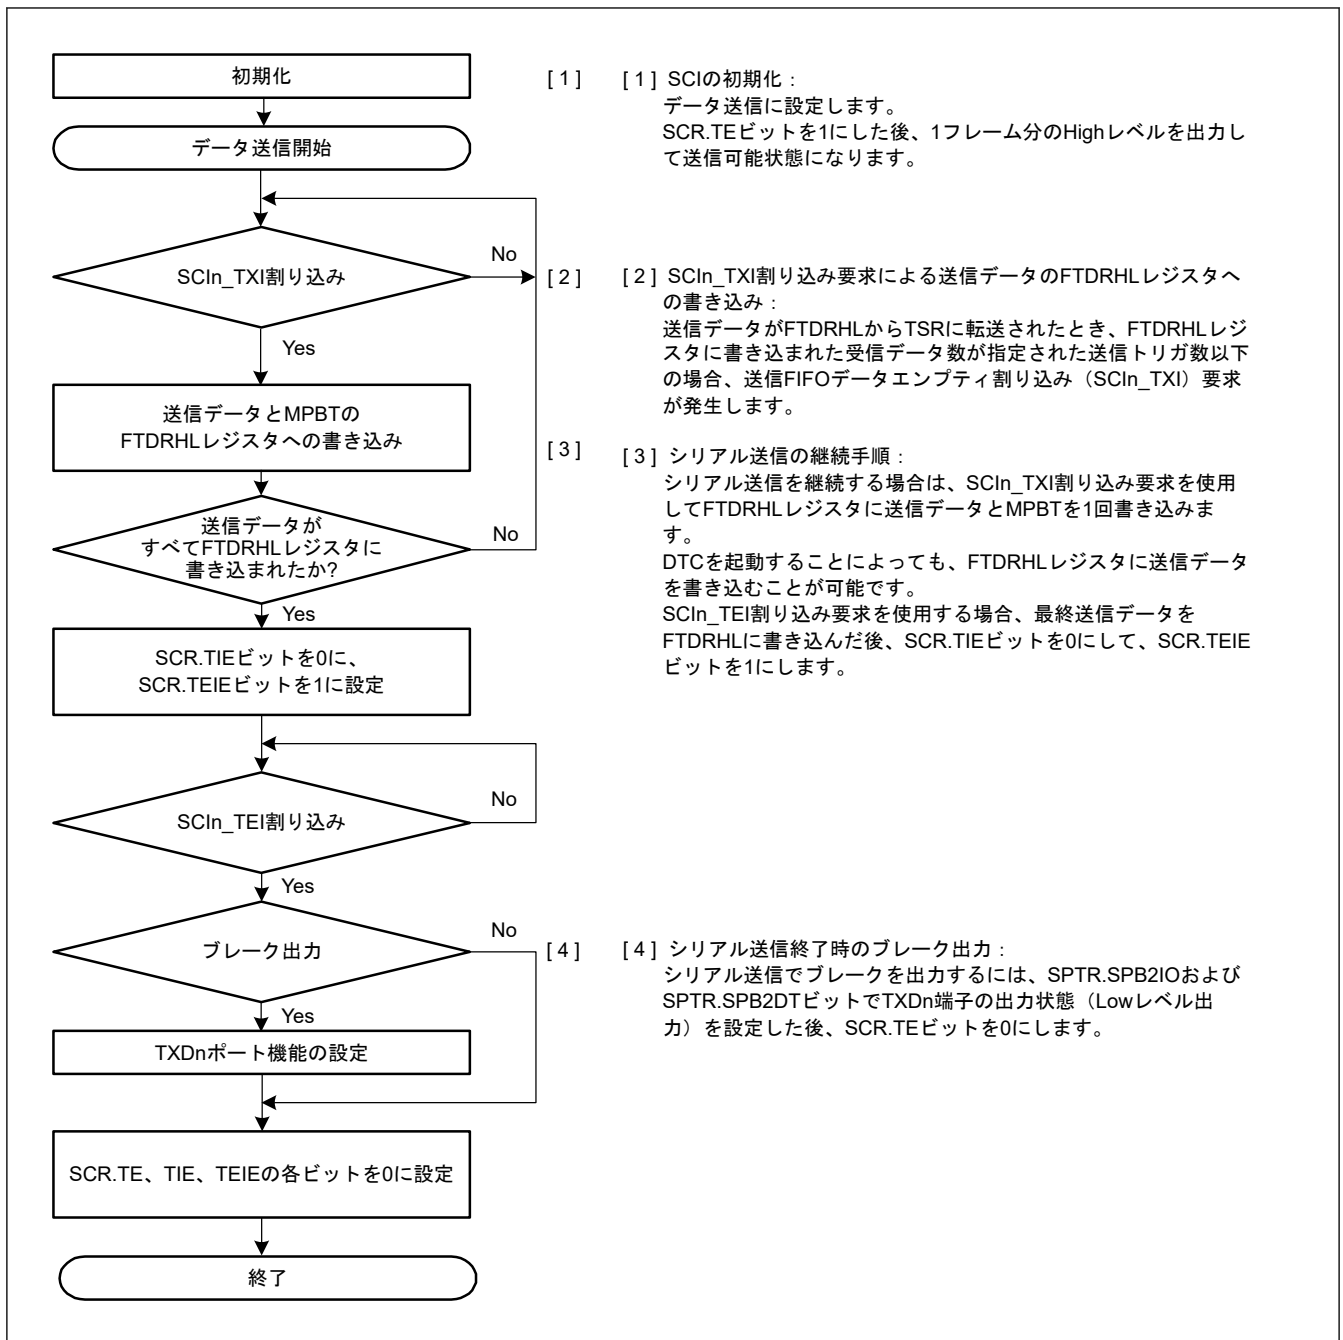 初期化
データ送信開始
SCIn_TXI割り込み
No
Yes
送信データとMPBTの
FTDRHLレジスタへの書き込み
送信データが
すべてFTDRHLレジスタに
書き込まれたか?
No
Yes
SCR.TIEビットを0に、
SCR.TEIEビットを1に設定
SCIn_TEI割り込み
No
Yes
ブレーク出力
No
Yes
TXDnポート機能の設定
SCR.TE、TIE、TEIEの各ビットを0に設定
終了
[ 1 ]
[ 1 ] SCIの初期化：
データ送信に設定します。
SCR.TEビットを1にした後、1フレーム分のHighレベルを出力し
て送信可能状態になります。
[ 2 ]
[ 2 ] SCIn_TXI割り込み要求による送信データのFTDRHLレジスタへ
の書き込み：
送信データがFTDRHLからTSRに転送されたとき、FTDRHLレジ
スタに書き込まれた受信データ数が指定された送信トリガ数以下
の場合、送信FIFOデータエンプティ割り込み（SCIn_TXI）要求
が発生します。
[ 3 ]
[ 3 ] シリアル送信の継続手順：
シリアル送信を継続する場合は、SCIn_TXI割り込み要求を使用
してFTDRHLレジスタに送信データとMPBTを1回書き込みま
す。
DTCを起動することによっても、FTDRHLレジスタに送信データ
を書き込むことが可能です。
SCIn_TEI割り込み要求を使用する場合、最終送信データを
FTDRHLに書き込んだ後、SCR.TIEビットを0にして、SCR.TEIE
ビットを1にします。
[ 4 ]
[ 4 ] シリアル送信終了時のブレーク出力：
シリアル送信でブレークを出力するには、SPTR.SPB2IOおよび
SPTR.SPB2DTビットでTXDn端子の出力状態（Lowレベル出
力）を設定した後、SCR.TEビットを0にします。